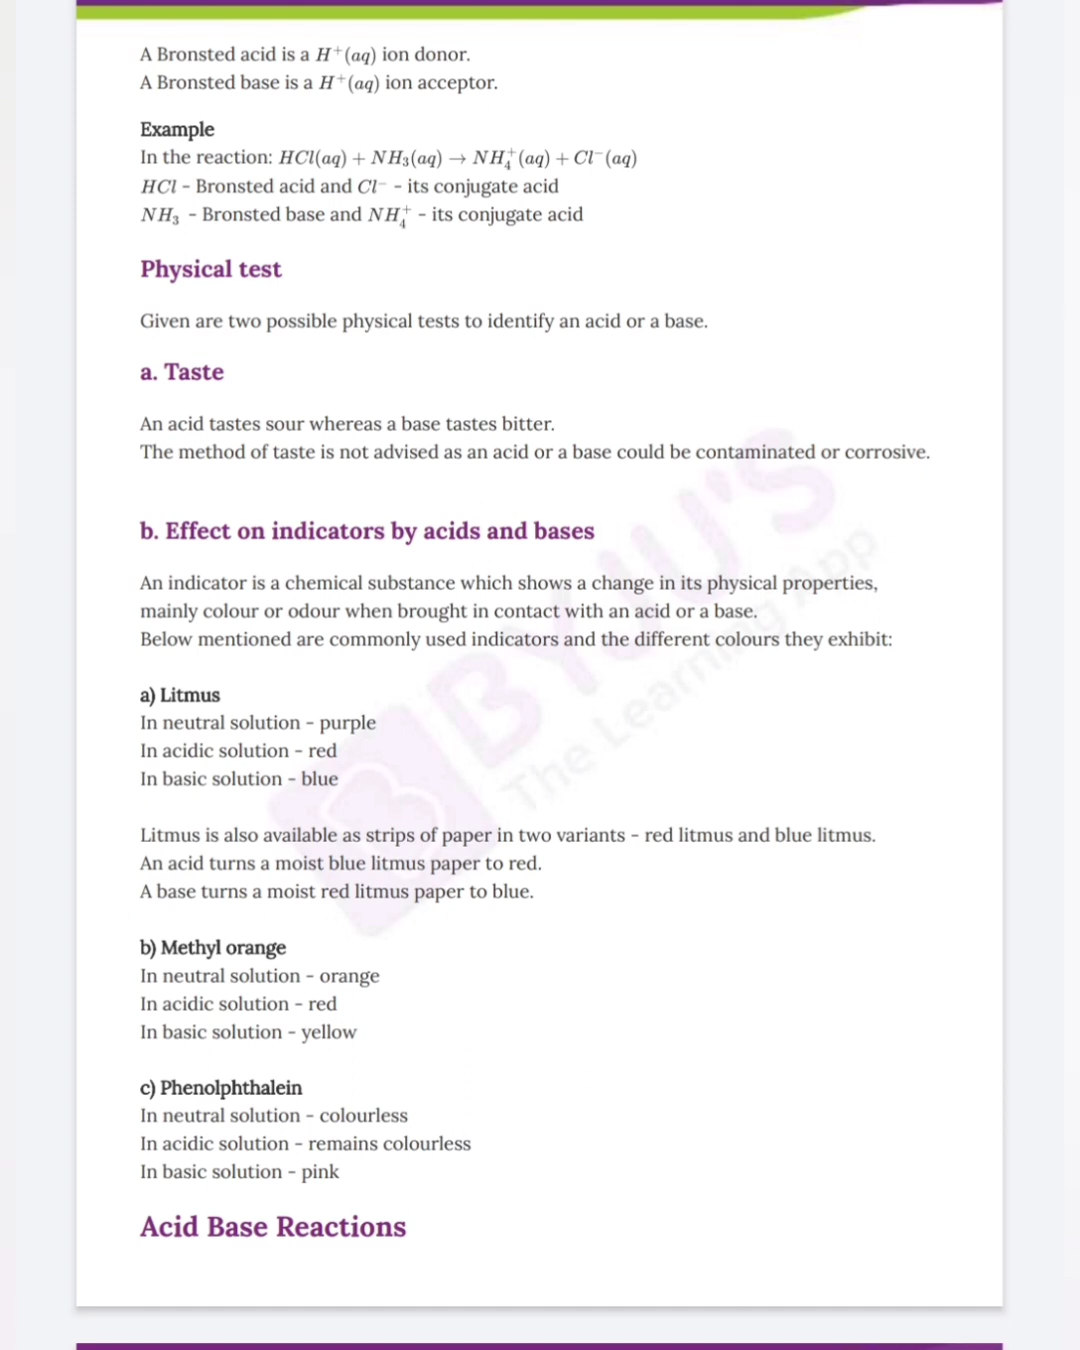 A Bronsted acid is a H⁺(aq) ion donor.
A Bronsted base is a H⁺(aq) ion acceptor.
Example
In the reaction: HCl(aq) + NH₃(aq) → NH₄⁺(aq) + Cl⁻(aq)
HCl - Bronsted acid and Cl⁻ - its conjugate acid
NH₃ - Bronsted base and NH₄⁺ - its conjugate acid
Physical test
Given are two possible physical tests to identify an acid or a base.
a. Taste
An acid tastes sour whereas a base tastes bitter.
The method of taste is not advised as an acid or a base could be contaminated or corrosive.
b. Effect on indicators by acids and bases
An indicator is a chemical substance which shows a change in its physical properties,
mainly colour or odour when brought in contact with an acid or a base.
Below mentioned are commonly used indicators and the different colours they exhibit:
a) Litmus
In neutral solution - purple
In acidic solution - red
In basic solution - blue
Litmus is also available as strips of paper in two variants - red litmus and blue litmus.
An acid turns a moist blue litmus paper to red.
A base turns a moist red litmus paper to blue.
b) Methyl orange
In neutral solution - orange
In acidic solution - red
In basic solution - yellow
c) Phenolphthalein
In neutral solution - colourless
In acidic solution - remains colourless
In basic solution - pink
Acid Base Reactions
BYJU'S
The Learning App